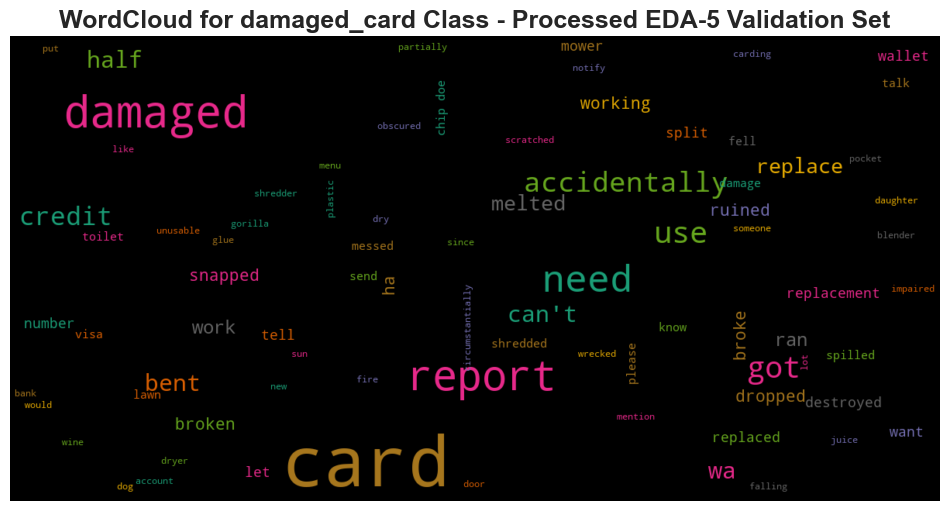 WordCloud for damaged_card Class - Processed EDA-5 Validation Set
put
half
partially
mower
carding
wallet
notify
talk
damaged
chip doe
working
obscured
split
scratched
fell
like
menu
replace
pocket
accidentally
damage
shredder
plastic
melted
daughter
credit
dry
ruined
gorilla
someone
unusable
toilet
glue
messed
since
use
blender
snapped
send
ha
need
impaired
replacement
can't
number
visa
work
tell
know
broke
ran
shredded
sun
wrecked
please
spilled
lot
circumstantially
got
report
bent
fire
new
bank
lawn
would
dropped
destroyed
broken
mention
wine
replaced
juice
want
card
dryer
let
account
dog
door
wa
falling